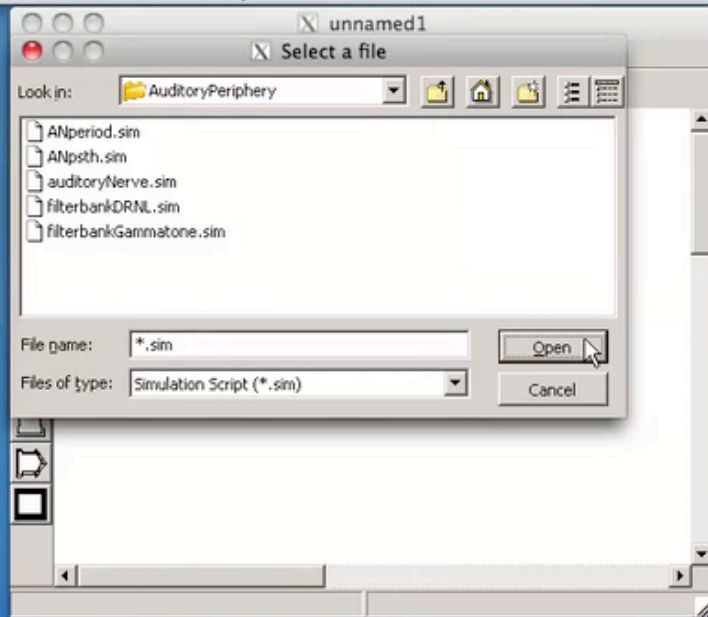 unnamed1
Select a file
Look in: AuditoryPeriphery
ANperiod.sim
ANpsth.sim
auditoryNerve.sim
filterbankDRNL.sim
filterbankGammatone.sim
File name: *.sim Open
Files of type: Simulation Script (*.sim) Cancel